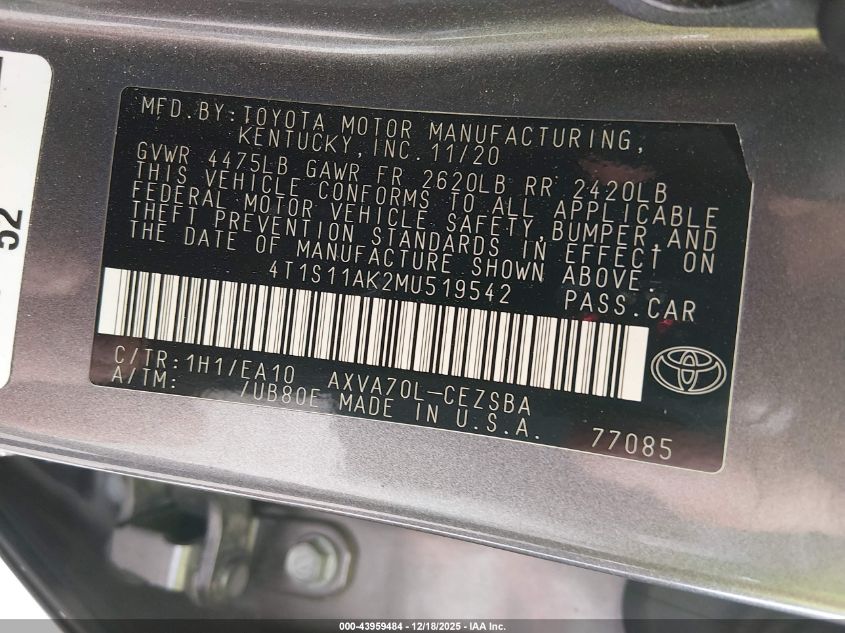 52
MFD.BY:TOYOTA MOTOR MANUFACTURING,
KENTUCKY,INC. 11/20
GVWR 4475LB GAWR FR 2620LB RR 2420LB
THIS VEHICLE CONFORMS TO ALL APPLICABLE
FEDERAL MOTOR VEHICLE SAFETY,BUMPER,AND
THEFT PREVENTION STANDARDS IN EFFECT ON
THE DATE OF MANUFACTURE SHOWN ABOVE.
4T1S11AK2MU519542 PASS.CAR
C/TR:1H1/EA10 AXVA70L-CEZSBA
A/TM: /UB80E MADE IN U.S.A. 77085
000-43959484 - 12/18/2025 - IAA Inc.